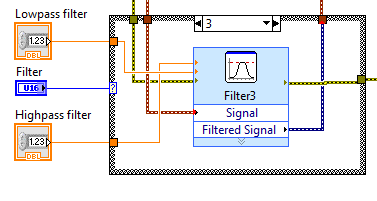 Lowpass filter
3
1.23
DBL
Filter
U16
?
Filter3
Signal
Filtered Signal
Highpass filter
1.23
DBL